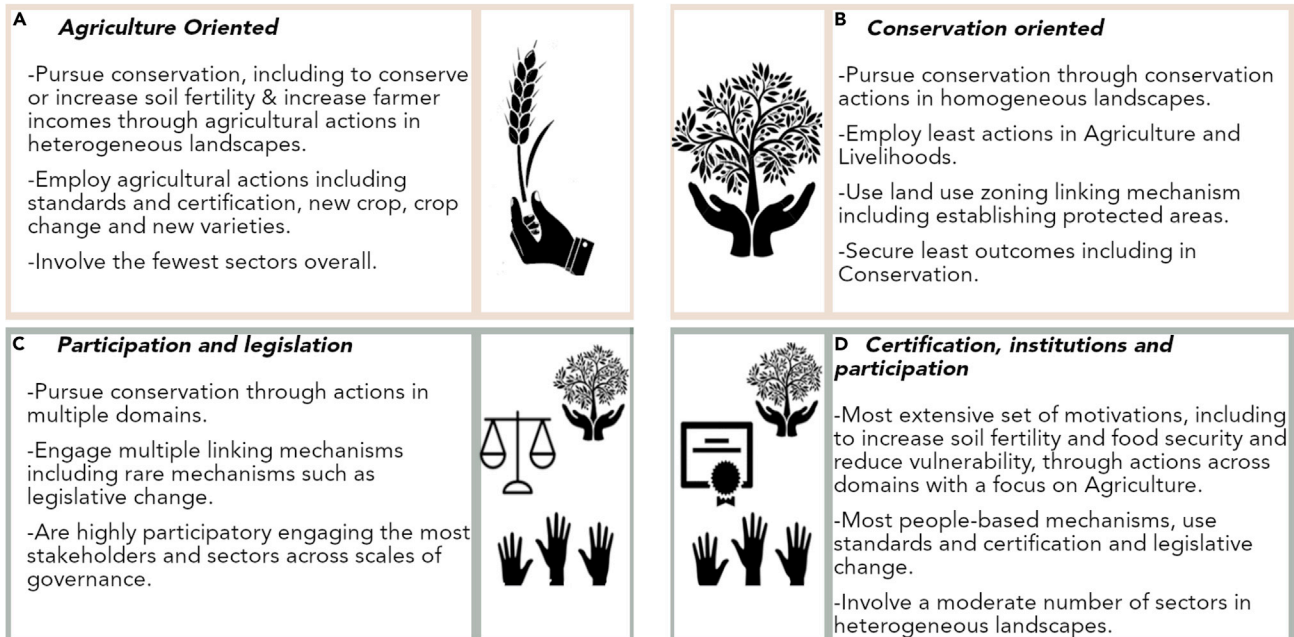 A Agriculture Oriented
-Pursue conservation, including to conserve
or increase soil fertility & increase farmer
incomes through agricultural actions in
heterogeneous landscapes.
-Employ agricultural actions including
standards and certification, new crop, crop
change and new varieties.
-Involve the fewest sectors overall.
B Conservation oriented
-Pursue conservation through conservation
actions in homogeneous landscapes.
-Employ least actions in Agriculture and
Livelihoods.
-Use land use zoning linking mechanism
including establishing protected areas.
-Secure least outcomes including in
Conservation.
C Participation and legislation
-Pursue conservation through actions in
multiple domains.
-Engage multiple linking mechanisms
including rare mechanisms such as
legislative change.
-Are highly participatory engaging the most
stakeholders and sectors across scales of
governance.
D Certification, institutions and
participation
-Most extensive set of motivations, including
to increase soil fertility and food security and
reduce vulnerability, through actions across
domains with a focus on Agriculture.
-Most people-based mechanisms, use
standards and certification and legislative
change.
-Involve a moderate number of sectors in
heterogeneous landscapes.